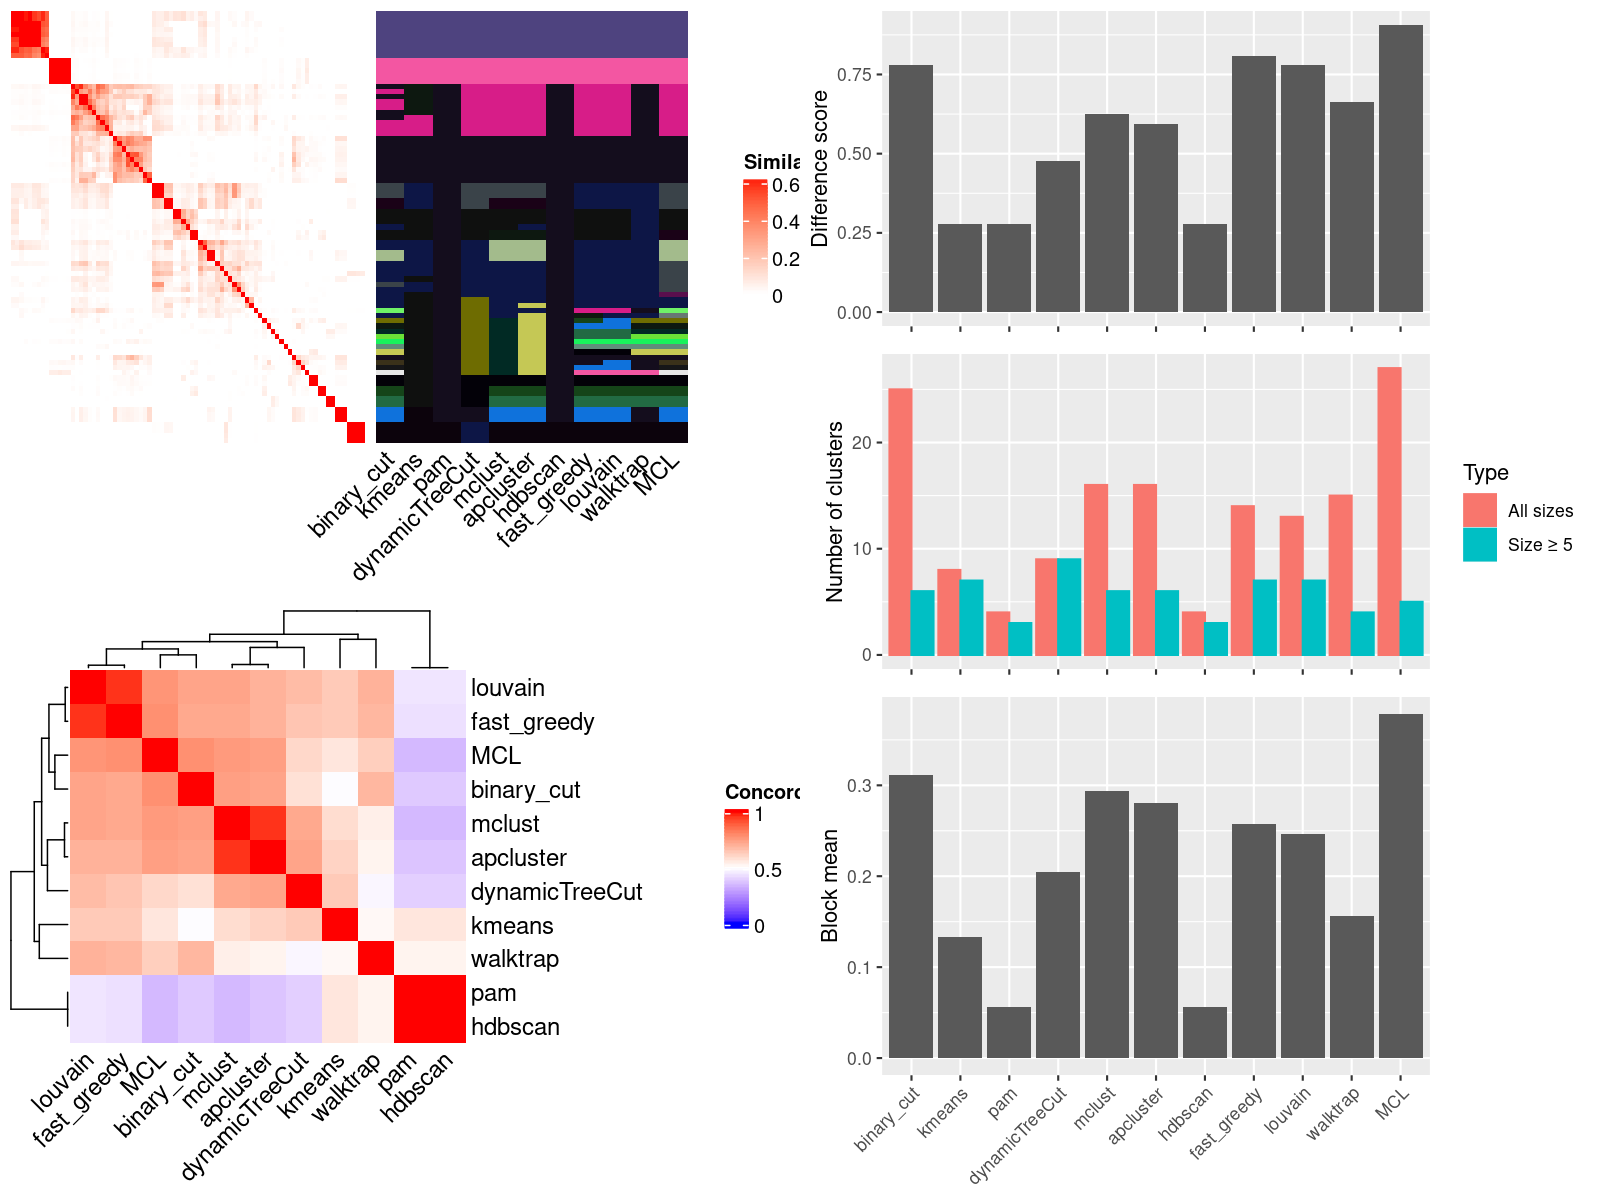 Simila
0.6
0.4
0.2
0
binary_cut
kmeans
pam
dynamicTreeCut
mclust
apcluster
hdbscan
fast_greedy
louvain
walktrap
MCL
louvain
fast_greedy
MCL
binary_cut
mclust
apcluster
dynamicTreeCut
kmeans
walktrap
pam
hdbscan
Concord
1
0.5
0
louvain
fast_greedy
MCL
binary_cut
mclust
apcluster
dynamicTreeCut
kmeans
walktrap
pam
hdbscan
Difference score
0.75
0.50
0.25
0.00
Number of clusters
20
10
0
Type
All sizes
Size ≥ 5
Block mean
0.3
0.2
0.1
0.0
binary_cut
kmeans
pam
dynamicTreeCut
mclust
apcluster
hdbscan
fast_greedy
louvain
walktrap
MCL